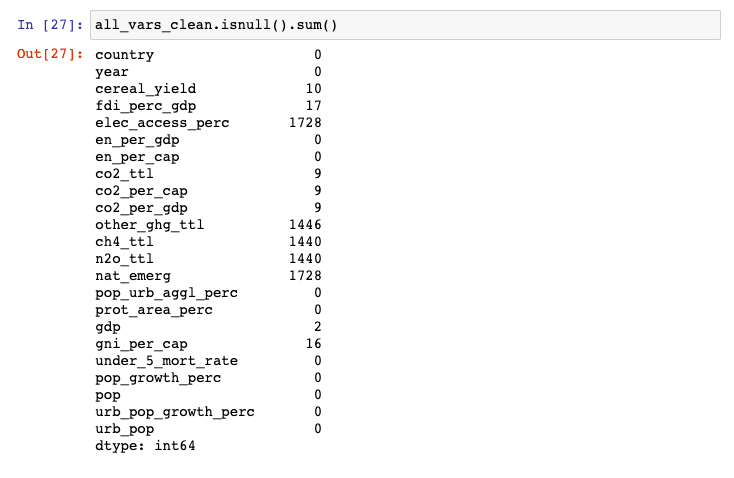 In [27]: all_vars_clean.isnull().sum()
Out[27]: country 0
year 0
cereal_yield 10
fdi_perc_gdp 17
elec_access_perc 1728
en_per_gdp 0
en_per_cap 0
co2_ttl 9
co2_per_cap 9
co2_per_gdp 9
other_ghg_ttl 1446
ch4_ttl 1440
n2o_ttl 1440
nat_emerg 1728
pop_urb_aggl_perc 0
prot_area_perc 0
gdp 2
gni_per_cap 16
under_5_mort_rate 0
pop_growth_perc 0
pop 0
urb_pop_growth_perc 0
urb_pop 0
dtype: int64